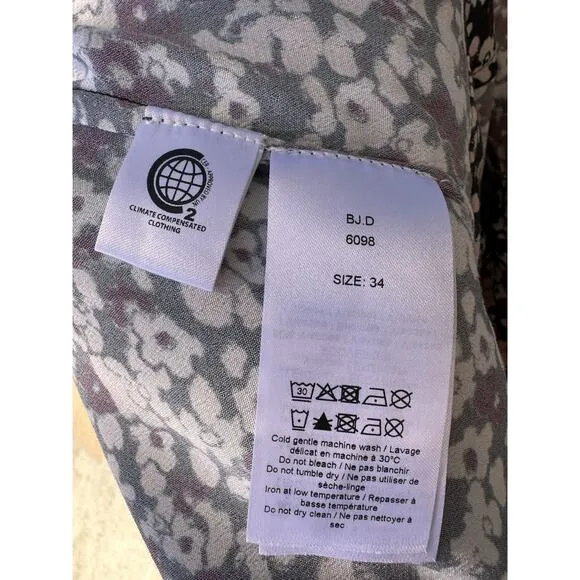 2
CLIMATE COMPENSATED
CLOTHING
BJ.D
6098
SIZE: 34
30
Cold gentle machine wash / Lavage
délicat en machine à 30°C
Do not bleach / Ne pas blanchir
Do not tumble dry / Ne pas utiliser de
sèche-linge
Iron at low temperature / Repasser à
basse température
Do not dry clean / Ne pas nettoyer à
sec